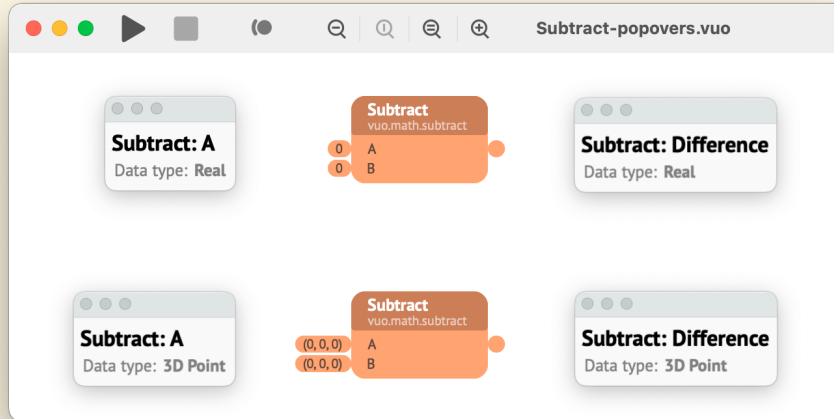 Subtract-popovers.vuo
Subtract: A
Data type: Real
Subtract
vuo.math.subtract
0 A
0 B
Subtract: Difference
Data type: Real
Subtract: A
Data type: 3D Point
Subtract
vuo.math.subtract
(0, 0, 0) A
(0, 0, 0) B
Subtract: Difference
Data type: 3D Point